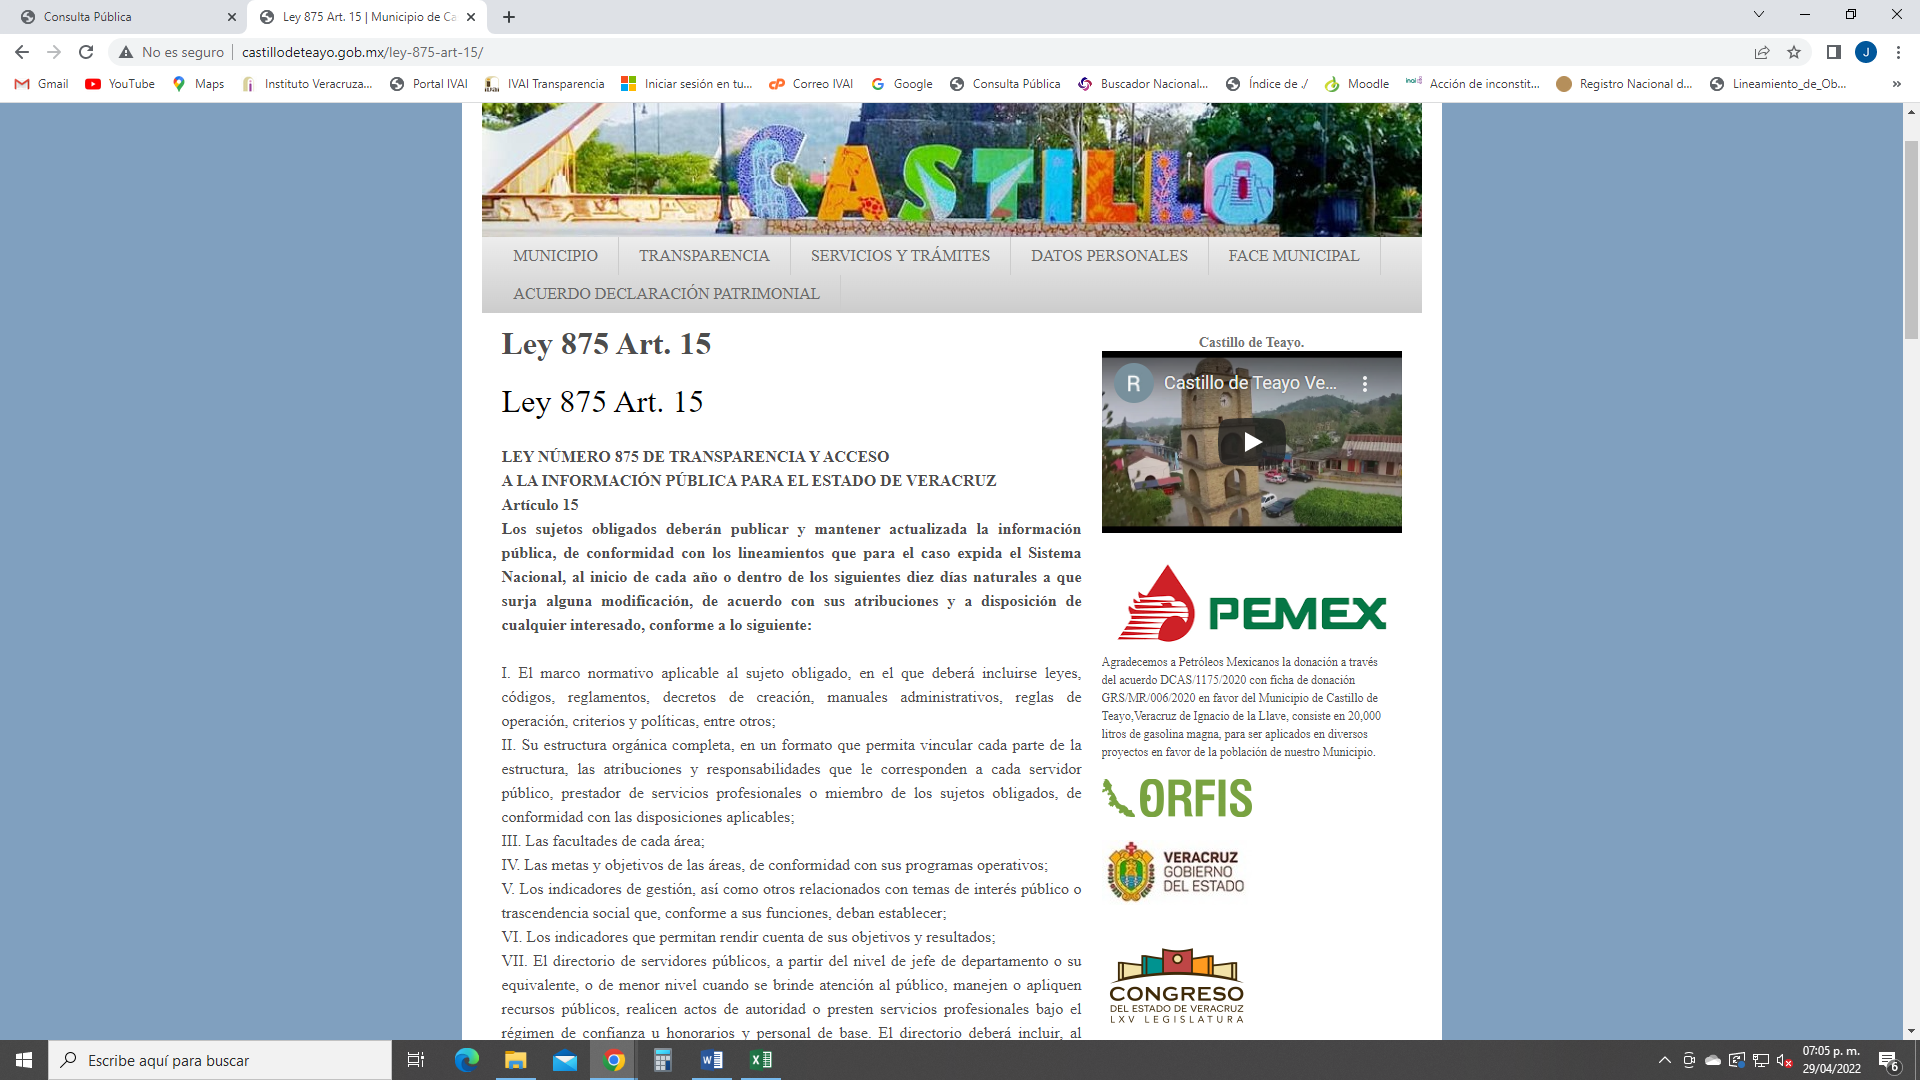 Consulta Pública
Ley 875 Art. 15 | Municipio de Ca
No es seguro
castillodeteayo.gob.mx/ley-875-art-15/
J
Gmail
YouTube
Maps
Instituto Veracruza...
Portal IVAI
IVAI Transparencia
Iniciar sesión en tu...
Correo IVAI
Google
Consulta Pública
Buscador Nacional...
Índice de ./
Moodle
Acción de inconstit...
Registro Nacional d...
Lineamiento_de_Ob...
»
CASTILLO
MUNICIPIO
TRANSPARENCIA
SERVICIOS Y TRÁMITES
DATOS PERSONALES
FACE MUNICIPAL
ACUERDO DECLARACIÓN PATRIMONIAL
Ley 875 Art. 15
Ley 875 Art. 15
LEY NÚMERO 875 DE TRANSPARENCIA Y ACCESO
A LA INFORMACIÓN PÚBLICA PARA EL ESTADO DE VERACRUZ
Artículo 15
Los sujetos obligados deberán publicar y mantener actualizada la información
pública, de conformidad con los lineamientos que para el caso expida el Sistema
Nacional, al inicio de cada año o dentro de los siguientes diez días naturales a que
surja alguna modificación, de acuerdo con sus atribuciones y a disposición de
cualquier interesado, conforme a lo siguiente:
I. El marco normativo aplicable al sujeto obligado, en el que deberá incluirse leyes,
códigos, reglamentos, decretos de creación, manuales administrativos, reglas de
operación, criterios y políticas, entre otros;
II. Su estructura orgánica completa, en un formato que permita vincular cada parte de la
estructura, las atribuciones y responsabilidades que le corresponden a cada servidor
público, prestador de servicios profesionales o miembro de los sujetos obligados, de
conformidad con las disposiciones aplicables;
III. Las facultades de cada área;
IV. Las metas y objetivos de las áreas, de conformidad con sus programas operativos;
V. Los indicadores de gestión, así como otros relacionados con temas de interés público o
trascendencia social que, conforme a sus funciones, deban establecer;
VI. Los indicadores que permitan rendir cuenta de sus objetivos y resultados;
VII. El directorio de servidores públicos, a partir del nivel de jefe de departamento o su
equivalente, o de menor nivel cuando se brinde atención al público, manejen o apliquen
recursos públicos, realicen actos de autoridad o presten servicios profesionales bajo el
régimen de confianza u honorarios y personal de base. El directorio deberá incluir, al
Castillo de Teayo.
R
Castillo de Teayo Ve...
PEMEX
Agradecemos a Petróleos Mexicanos la donación a través
del acuerdo DCAS/1175/2020 con ficha de donación
GRS/MR/006/2020 en favor del Municipio de Castillo de
Teayo,Veracruz de Ignacio de la Llave, consiste en 20,000
litros de gasolina magna, para ser aplicados en diversos
proyectos en favor de la población de nuestro Municipio.
ORFIS
VERACRUZ
GOBIERNO
DEL ESTADO
CONGRESO
DEL ESTADO DE VERACRUZ
LXV LEGISLATURA
Escribe aquí para buscar
07:05 p. m.
29/04/2022
6